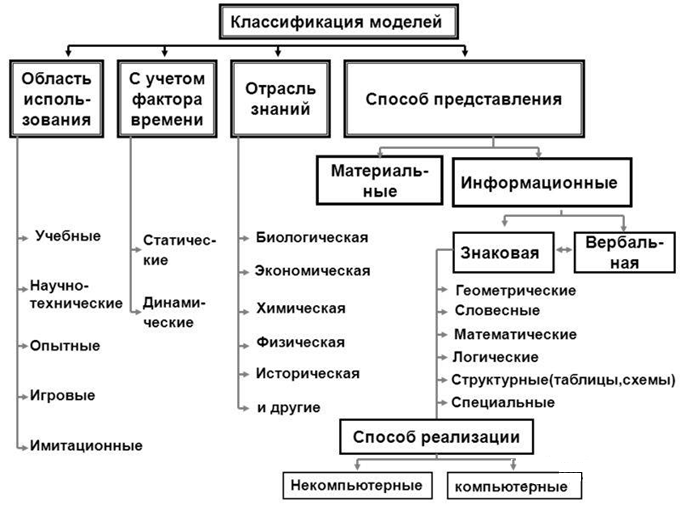 Классификация моделей
Область
исполь-
зования
С учетом
фактора
времени
Отрасль
знаний
Способ представления
Материаль-
ные
Информационные
Знаковая
Вербаль-
ная
Учебные
Научно-
технические
Опытные
Игровые
Имитационные
Статичес-
кие
Динами-
ческие
Биологическая
Экономическая
Химическая
Физическая
Историческая
и другие
Геометрические
Словесные
Математические
Логические
Структурные(таблицы,схемы)
Специальные
Способ реализации
Некомпьютерные
компьютерные